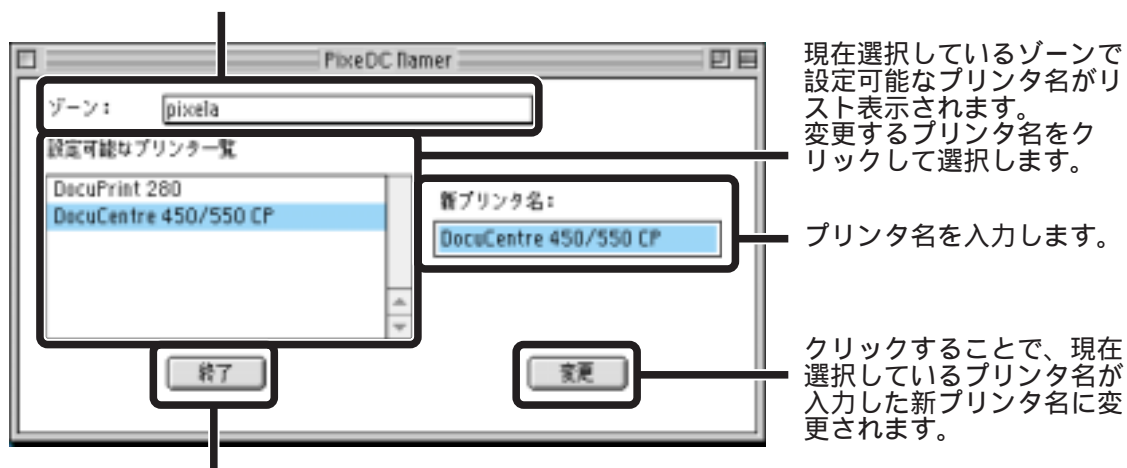 PixeDC Namer
ゾーン： pixela
設定可能なプリンター覧
DocuPrint 280
DocuCentre 450/550 CP
新プリンタ名：
DocuCentre 450/550 CP
終了
変更
現在選択しているゾーンで
設定可能なプリンタ名がリ
スト表示されます。
変更するプリンタ名をク
リックして選択します。
プリンタ名を入力します。
クリックすることで、現在
選択しているプリンタ名が
入力した新プリンタ名に変
更されます。